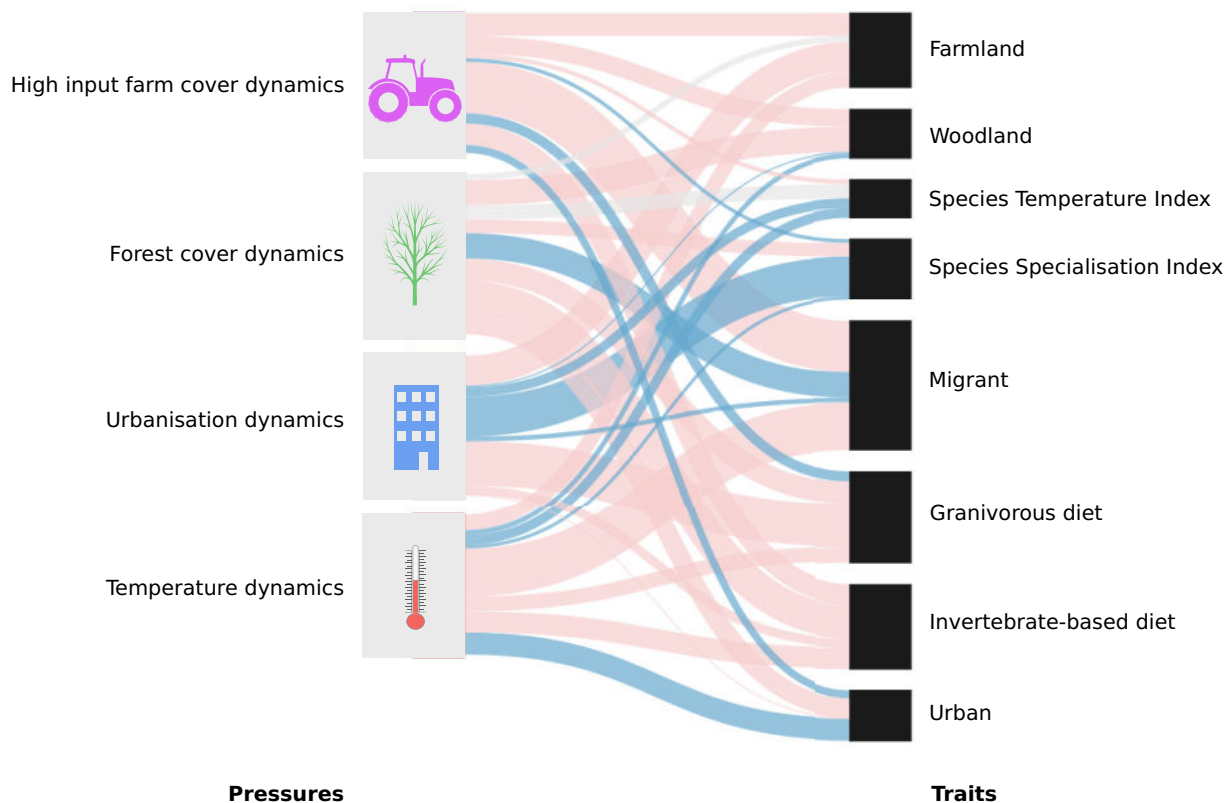 High input farm cover dynamics
Forest cover dynamics
Urbanisation dynamics
Temperature dynamics
Pressures
Farmland
Woodland
Species Temperature Index
Species Specialisation Index
Migrant
Granivorous diet
Invertebrate-based diet
Urban
Traits